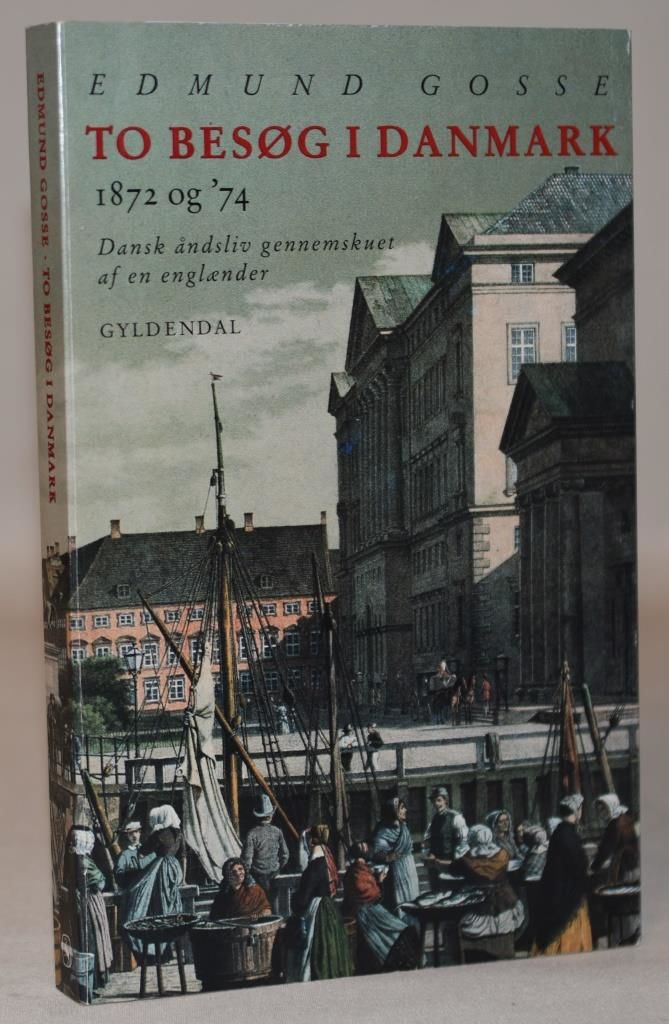 EDMUND GOSSE
TO BESØG I DANMARK
1872 og '74
Dansk åndsliv gennemskuet
af en englænder
GYLDENDAL
EDMUND GOSSE · TO BESØG I DANMARK